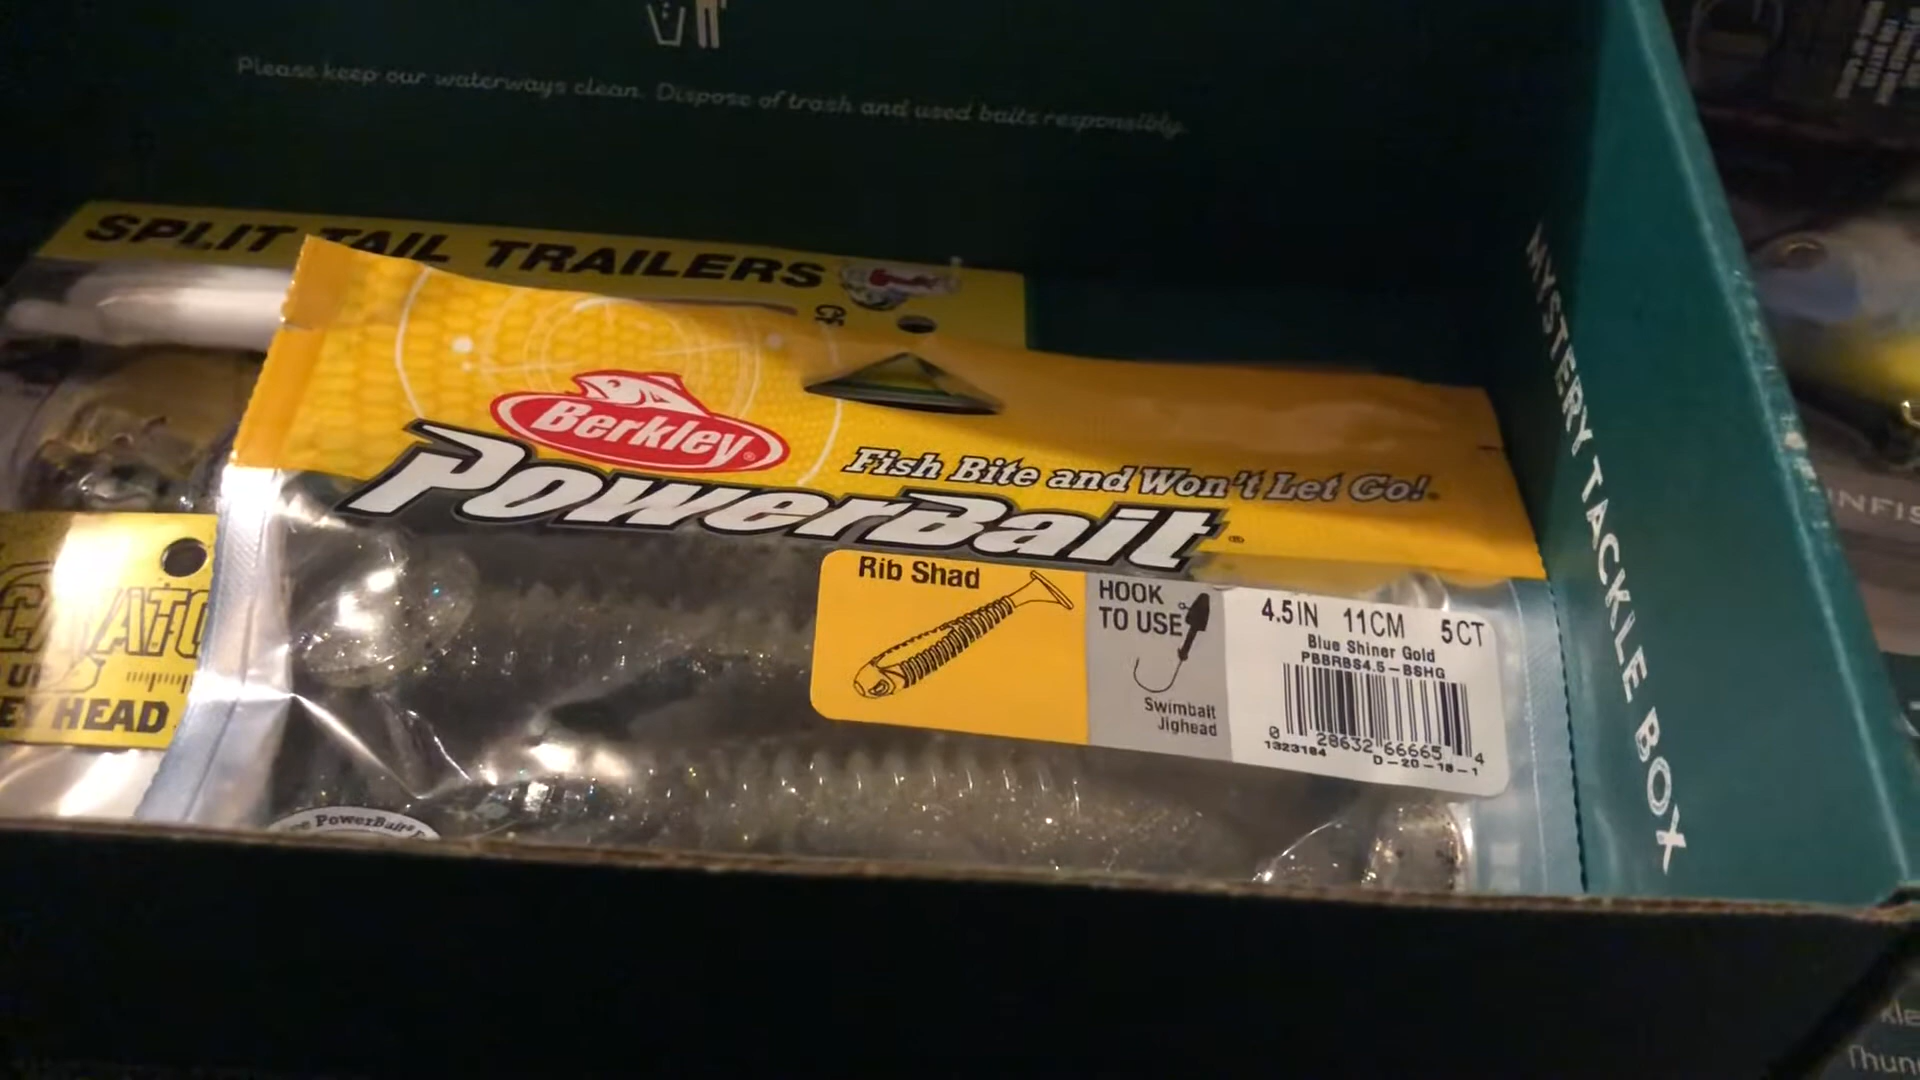 Please keep our waterways clean. Dispose of trash and used baits responsibly.
SPLIT TAIL TRAILERS
MYSTERY TACKLE BOX
Berkley®
Fish Bite and Won't Let Go!
PowerBait®
Rib Shad
HOOK
TO USE
Swimbait
Jighead
4.5IN 11CM 5CT
Blue Shiner Gold
PBBRBS4.5-BSHG
0 28632 66665 4
1323184 D-20-18-1
HEAD
PowerBait®